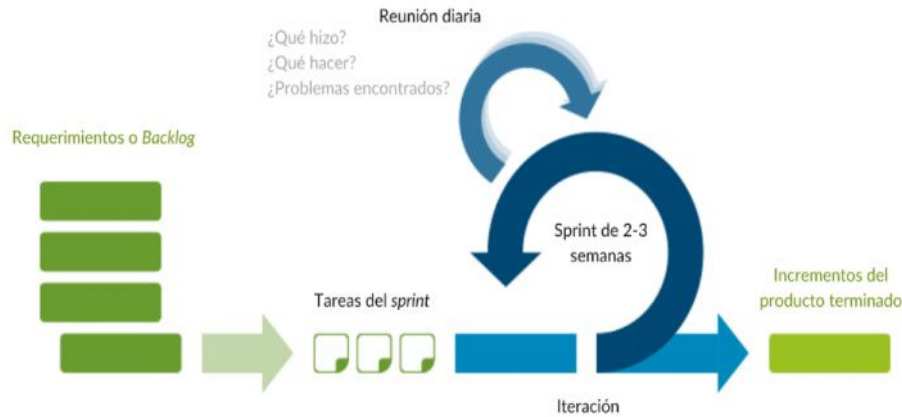 Reunión diaria
¿Qué hizo?
¿Qué hacer?
¿Problemas encontrados?
Requerimientos o Backlog
Sprint de 2-3
semanas
Tareas del sprint
Incrementos del
producto terminado
Iteración